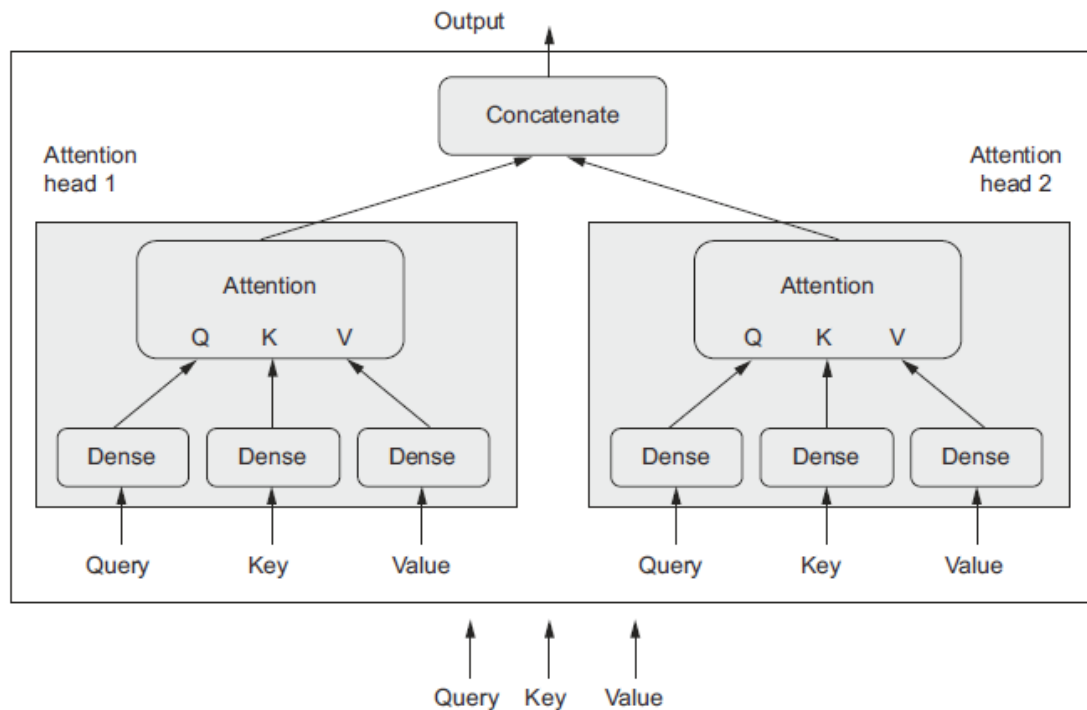 Output
Concatenate
Attention
head 1
Attention
head 2
Attention
Q K V
Attention
Q K V
Dense Dense Dense
Dense Dense Dense
Query Key Value
Query Key Value
Query Key Value